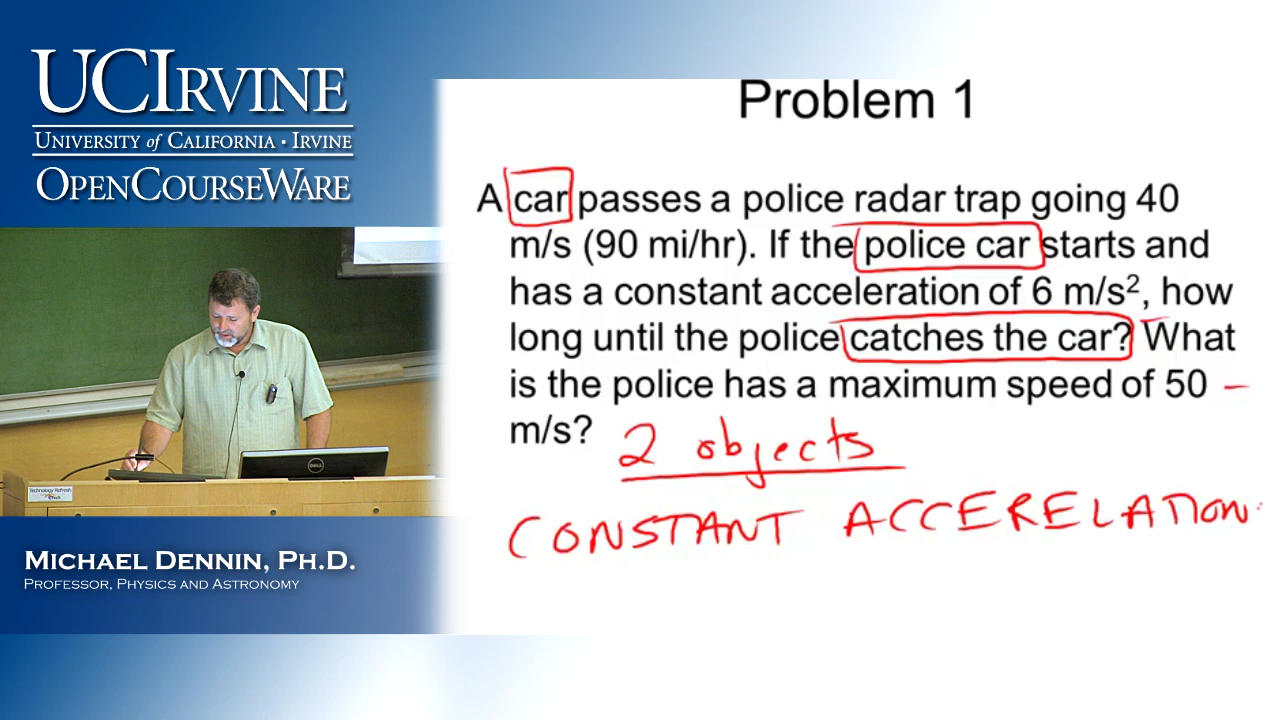 UCIRVINE
UNIVERSITY of CALIFORNIA · IRVINE
OPENCOURSEWARE
Technology Refresh
DELL
MICHAEL DENNIN, PH.D.
PROFESSOR, PHYSICS AND ASTRONOMY
Problem 1
A car passes a police radar trap going 40
m/s (90 mi/hr). If the police car starts and
has a constant acceleration of 6 m/s², how
long until the police catches the car? What
is the police has a maximum speed of 50
m/s?
2 objects
CONSTANT ACCERELATION